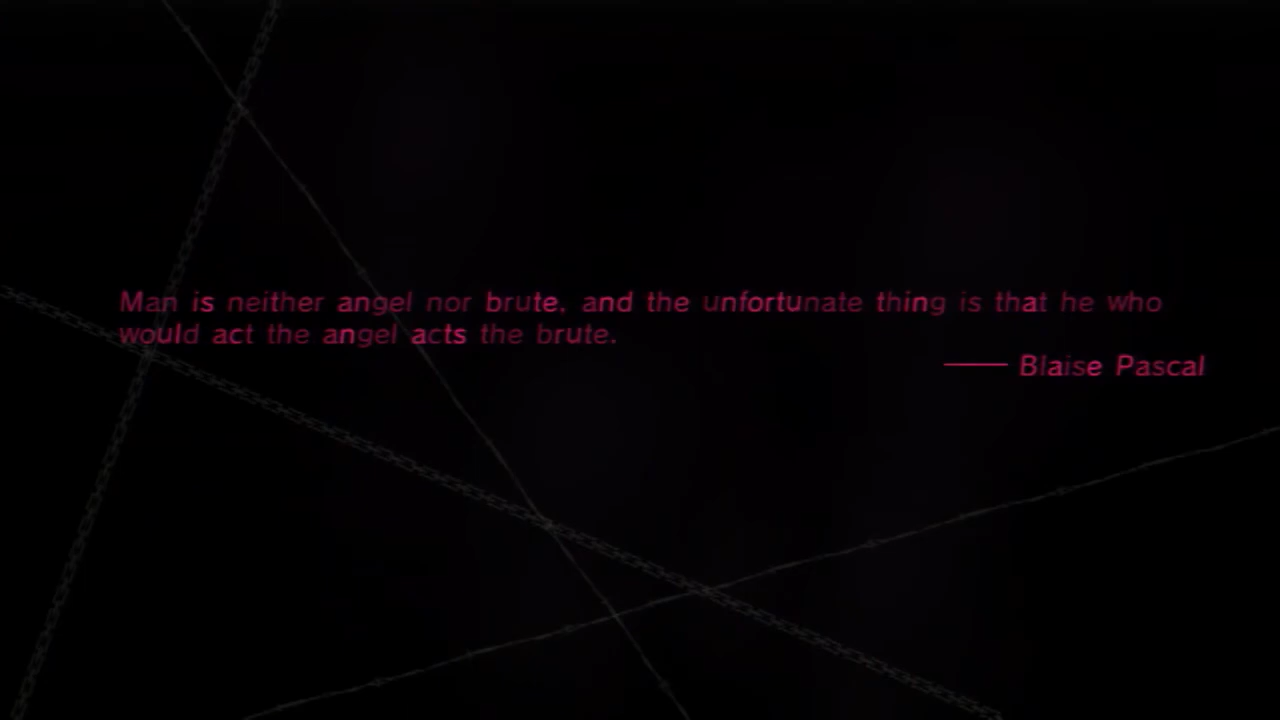 Man is neither angel nor brute, and the unfortunate thing is that he who
would act the angel acts the brute.
—— Blaise Pascal